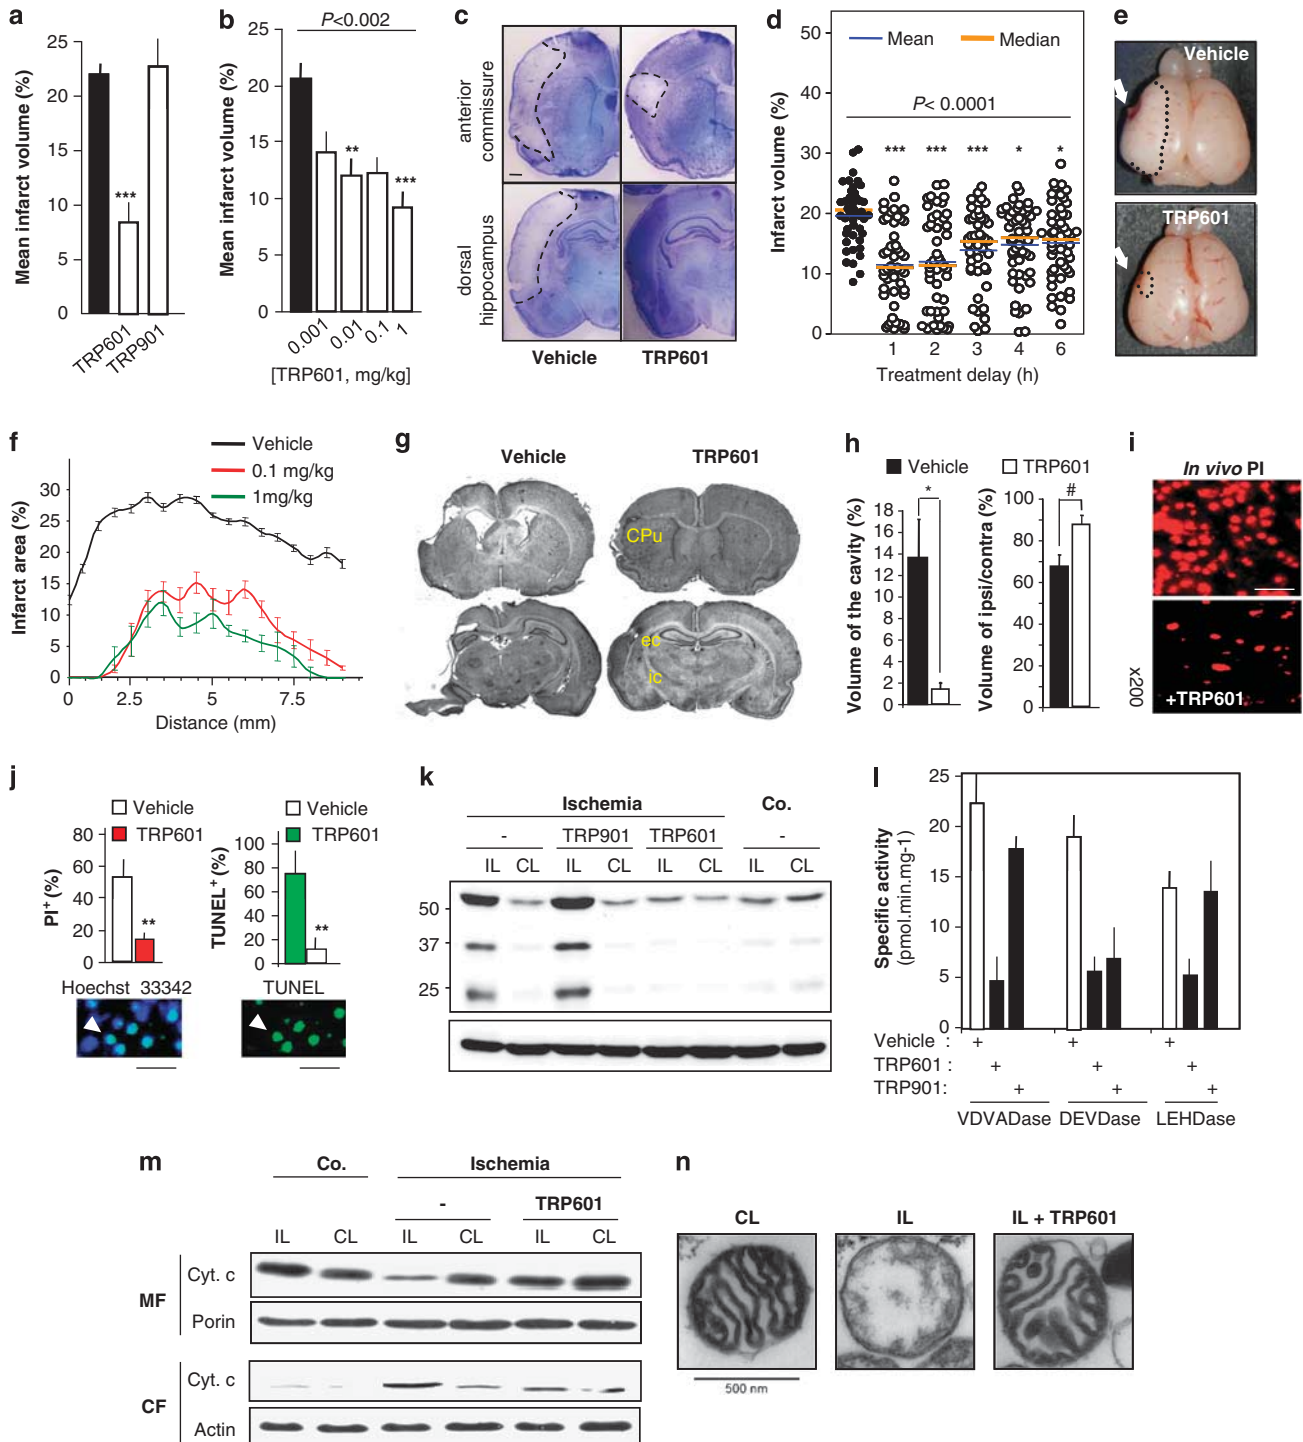 a
Mean infarct volume (%)
25
20
15
10
5
0
***
TRP601
TRP901
b
P<0.002
Mean infarct volume (%)
25
20
15
10
5
0
**
***
0.001
0.01
0.1
1
[TRP601, mg/kg]
c
anterior commissure
dorsal hippocampus
Vehicle
TRP601
d
Infarct volume (%)
50
40
30
20
10
0
Mean
Median
P< 0.0001
***
***
***
*
*
1
2
3
4
6
Treatment delay (h)
e
Vehicle
TRP601
f
Vehicle
0.1 mg/kg
1mg/kg
Infarct area (%)
30
25
20
15
10
5
0
0
2.5
5
7.5
Distance (mm)
g
Vehicle
TRP601
CPu
ec
ic
h
Vehicle
TRP601
Volume of the cavity (%)
18
16
14
12
10
8
6
4
2
0
*
Volume of ipsi/contra (%)
100
80
60
40
20
0
#
i
In vivo PI
+TRP601
x200
j
Vehicle
TRP601
PI+ (%)
80
60
40
20
0
**
Vehicle
TRP601
TUNEL+ (%)
100
80
60
40
20
0
**
Hoechst 33342
TUNEL
k
Ischemia
Co.
-
TRP901
TRP601
-
IL
CL
IL
CL
IL
CL
IL
CL
50
37
25
l
Specific activity
(pmol.min.mg-1)
25
20
15
10
5
0
Vehicle : + + +
TRP601 : + + +
TRP901: + + +
VDVADase
DEVDase
LEHDase
m
Co.
Ischemia
-
TRP601
IL
CL
IL
CL
IL
CL
MF
Cyt. c
Porin
CF
Cyt. c
Actin
n
CL
IL
IL + TRP601
500 nm